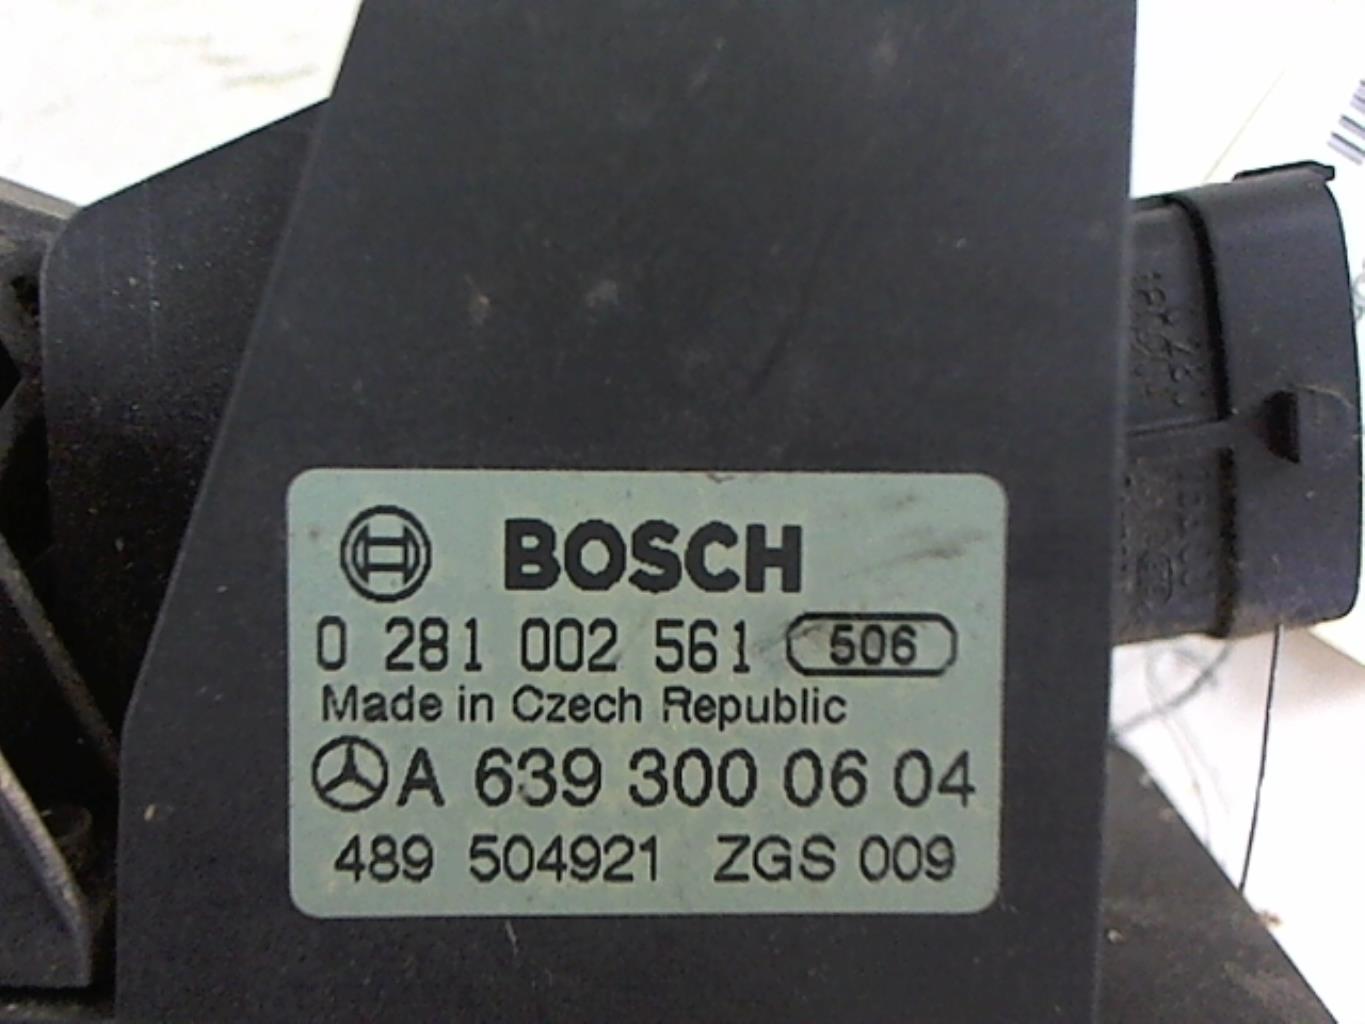 BOSCH
0 281 002 561 506
Made in Czech Republic
A 639 300 06 04
489 504921 ZGS 009